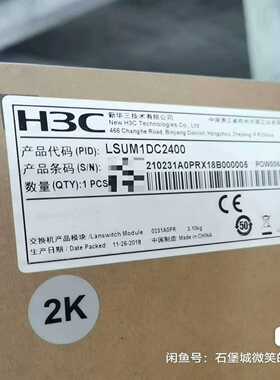 H3C
新华三技术有限公司
New H3C Technologies Co., Ltd.
466 Changhe Road, Binjiang District, Hangzhou, Zhejiang, P.R.China
产品代码(PID): LSUM1DC2400
产品条码(S/N): 210231A0PRX18B000005
数量(QTY): 1 PCS
50
交换机产品模块/Lanswitch Module 0231A0PR 3.10kg
出厂日期/Date 11-26-2018 中国制造 Made in CHINA
2K
闲鱼号：石堡城微笑的